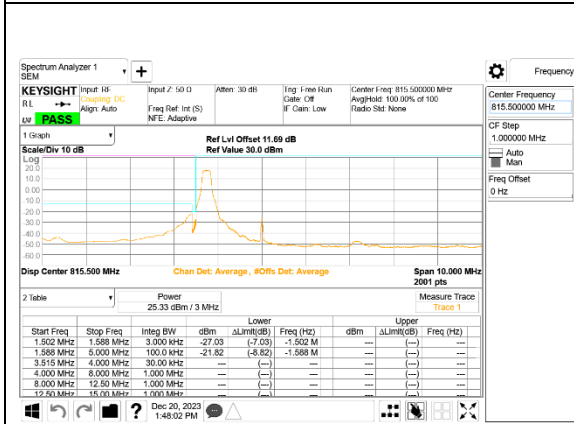 Spectrum Analyzer 1
SEM
+
Frequency
KEYSIGHT Input: RF Input Z: 50 Ω Atten: 30 dB Trig: Free Run Center Freq: 815.500000 MHz
RL Coupling: DC Gate: Off Avg|Hold: 100.00% of 100
Align: Auto Freq Ref: Int (S) IF Gain: Low Radio Std: None
PASS NFE: Adaptive
Center Frequency
815.500000 MHz
CF Step
1.000000 MHz
Auto
Man
Freq Offset
0 Hz
1 Graph
Ref Lvl Offset 11.69 dB
Scale/Div 10 dB Ref Value 30.0 dBm
Log
20.0
10.0
0.00
-10.0
-20.0
-30.0
-40.0
-50.0
-60.0
Disp Center 815.500 MHz Chan Det: Average , #Offs Det: Average Span 10.000 MHz
2001 pts
2 Table Power Measure Trace
25.33 dBm / 3 MHz Trace 1
Lower Upper
Start Freq Stop Freq Integ BW dBm ΔLimit(dB) Freq (Hz) dBm ΔLimit(dB) Freq (Hz)
1.502 MHz 1.588 MHz 3.000 kHz -27.03 (-7.03) -1.502 M --- (---) ---
1.588 MHz 5.000 MHz 100.0 kHz -21.82 (-8.82) -1.588 M --- (---) ---
3.515 MHz 4.000 MHz 30.00 kHz --- (---) --- --- (---) ---
4.000 MHz 8.000 MHz 1.000 MHz --- (---) --- --- (---) ---
8.000 MHz 12.50 MHz 1.000 MHz --- (---) --- --- (---) ---
12.50 MHz 15.00 MHz 1.000 MHz --- (---) --- --- (---) ---
? Dec 20, 2023
1:48:02 PM